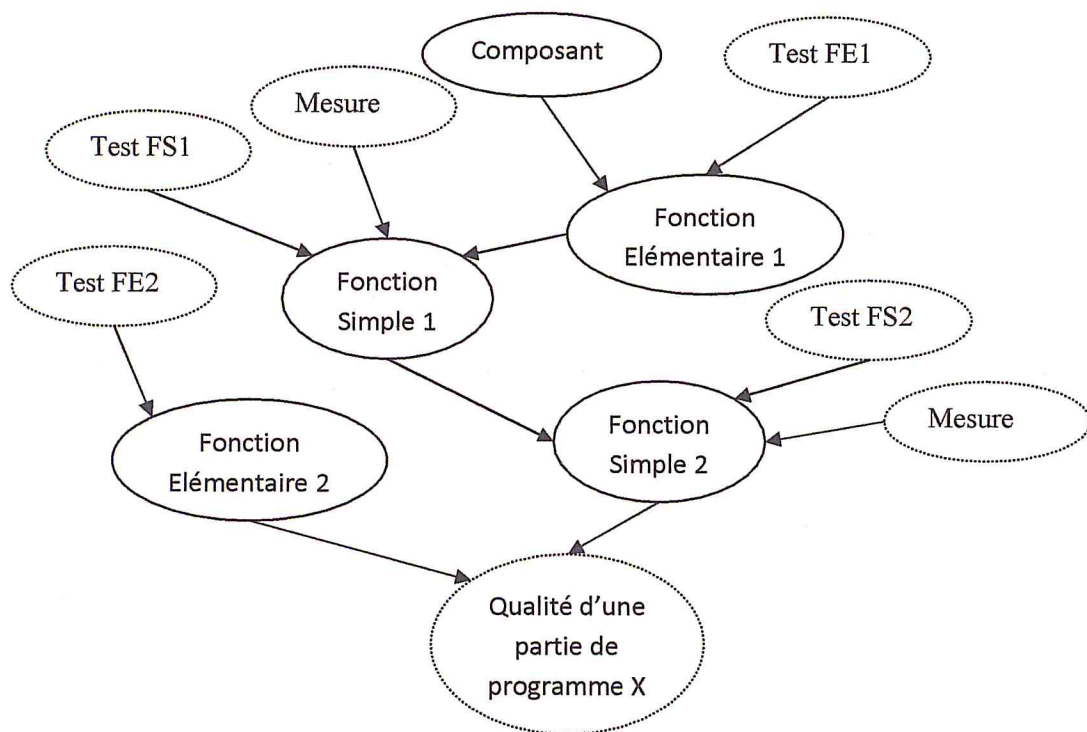 Composant
Test FE1
Mesure
Test FS1
Fonction
Elémentaire 1
Test FE2
Fonction
Simple 1
Test FS2
Mesure
Fonction
Simple 2
Fonction
Elémentaire 2
Qualité d'une
partie de
programme X